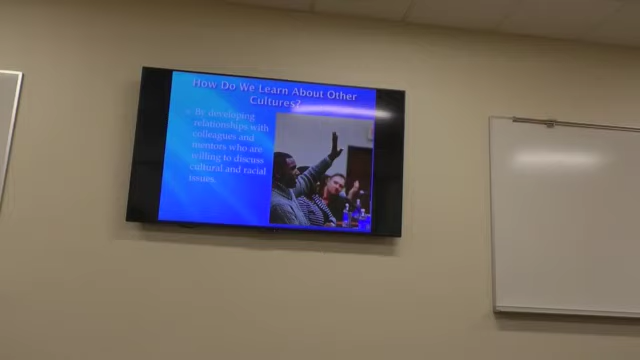 How Do We Learn About Other
Cultures?
By developing
relationships with
colleagues and
mentors who are
willing to discuss
cultural and racial
issues.